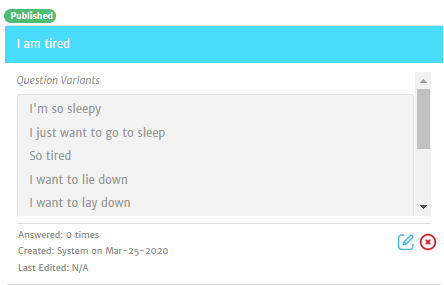 Published
I am tired
Question Variants
I'm so sleepy
I just want to go to sleep
So tired
I want to lie down
I want to lay down
Answered: 0 times
Created: System on Mar-25-2020
Last Edited: N/A